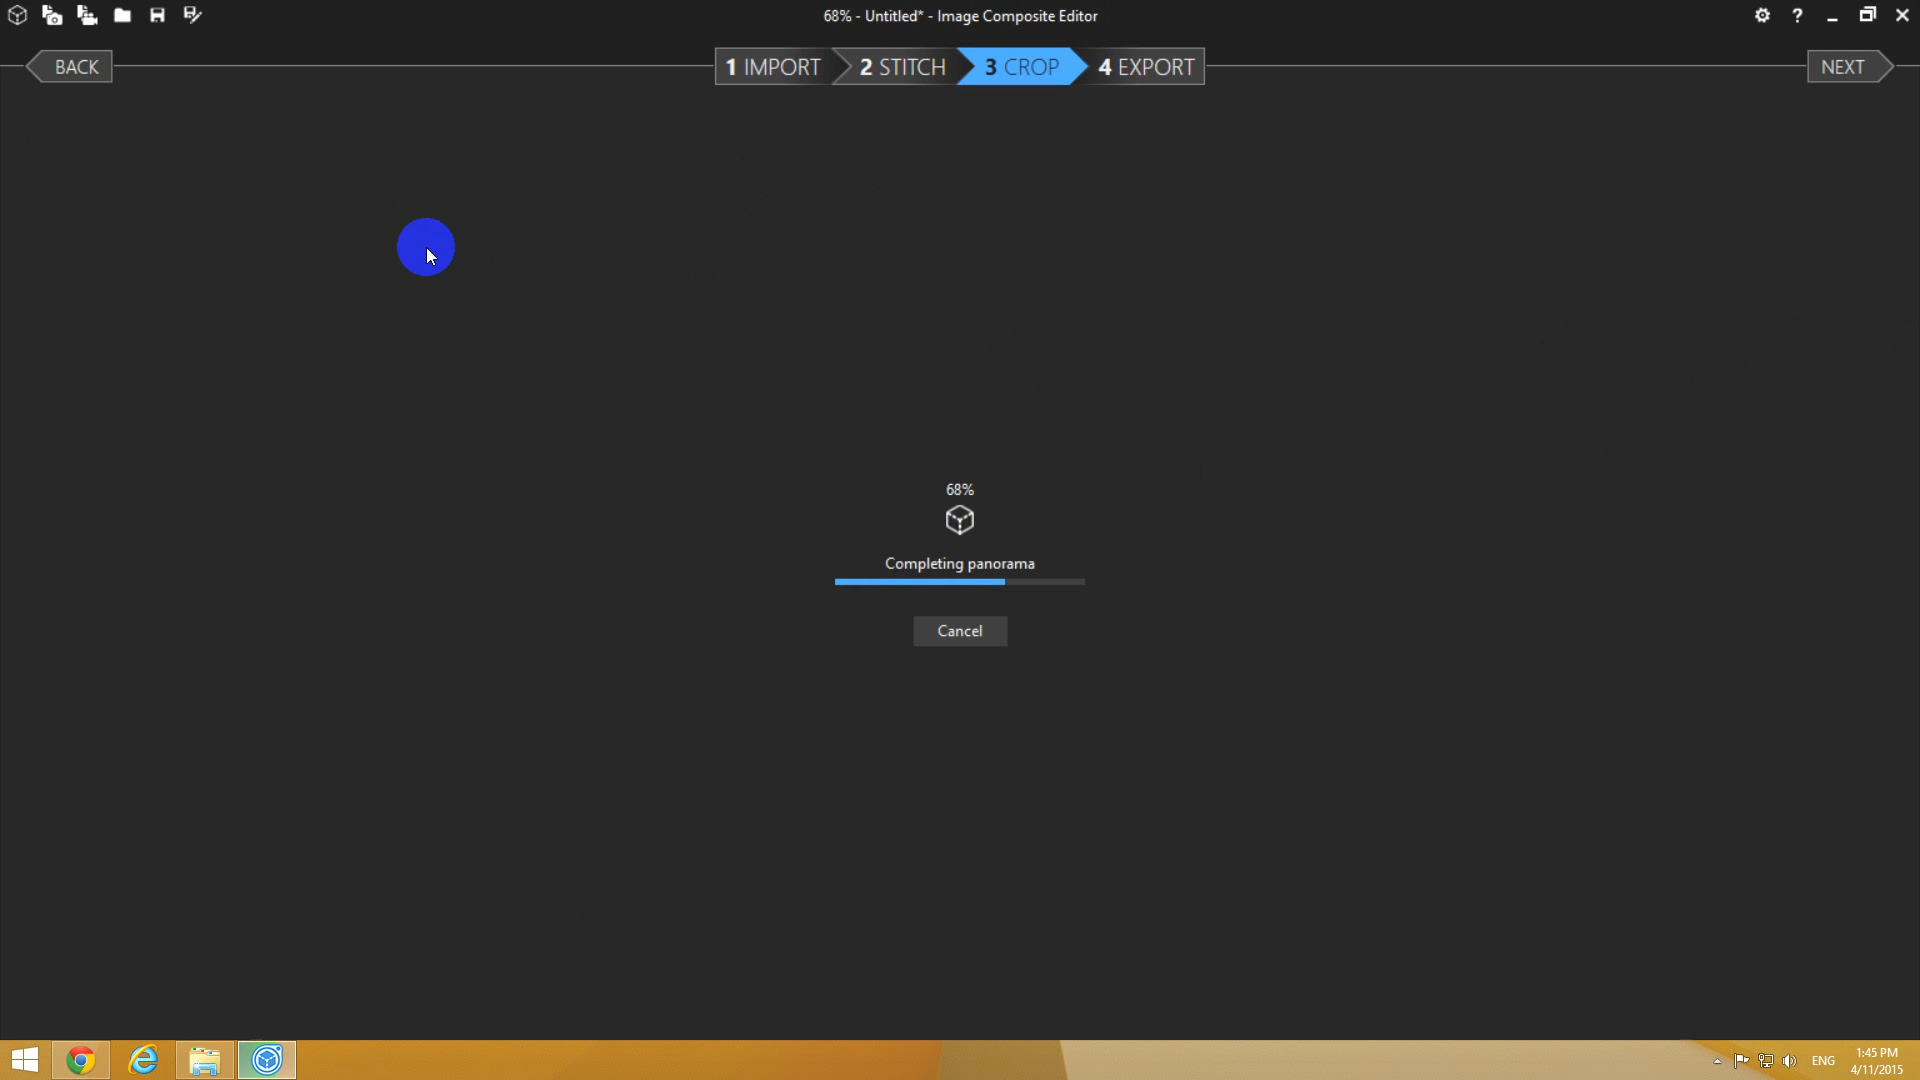 68% - Untitled* - Image Composite Editor
?
BACK
1 IMPORT
2 STITCH
3 CROP
4 EXPORT
NEXT
68%
Completing panorama
Cancel
ENG
1:45 PM
4/11/2015